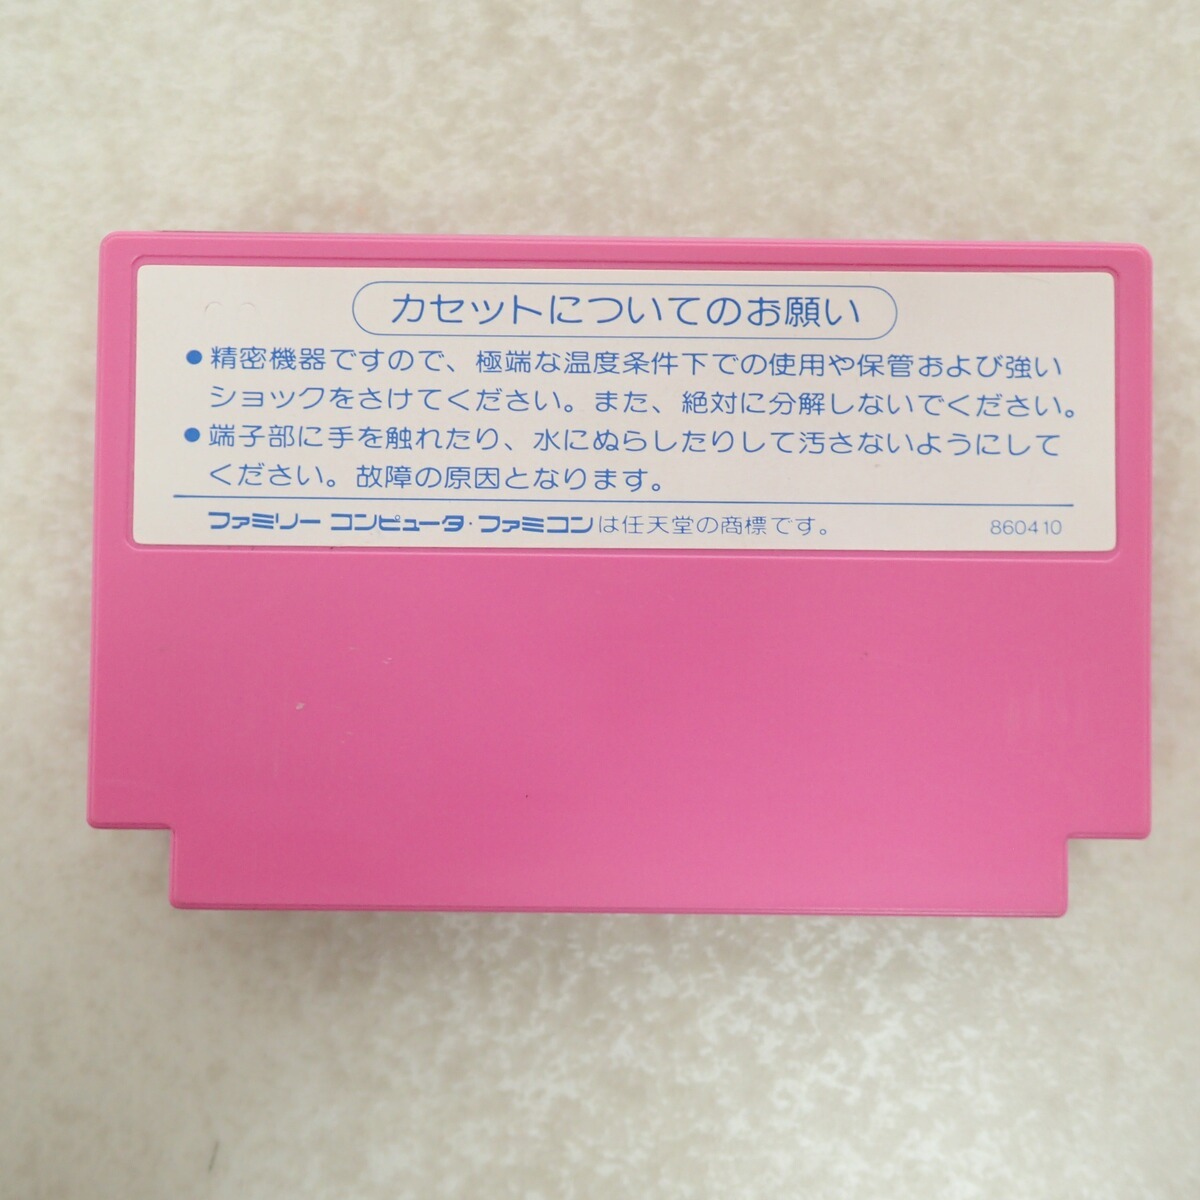 カセットについてのお願い
●精密機器ですので、極端な温度条件下での使用や保管および強い
ショックをさけてください。また、絶対に分解しないでください。
●端子部に手を触れたり、水にぬらしたりして汚さないようにして
ください。故障の原因となります。
ファミリー コンピュータ・ファミコンは任天堂の商標です。 860410